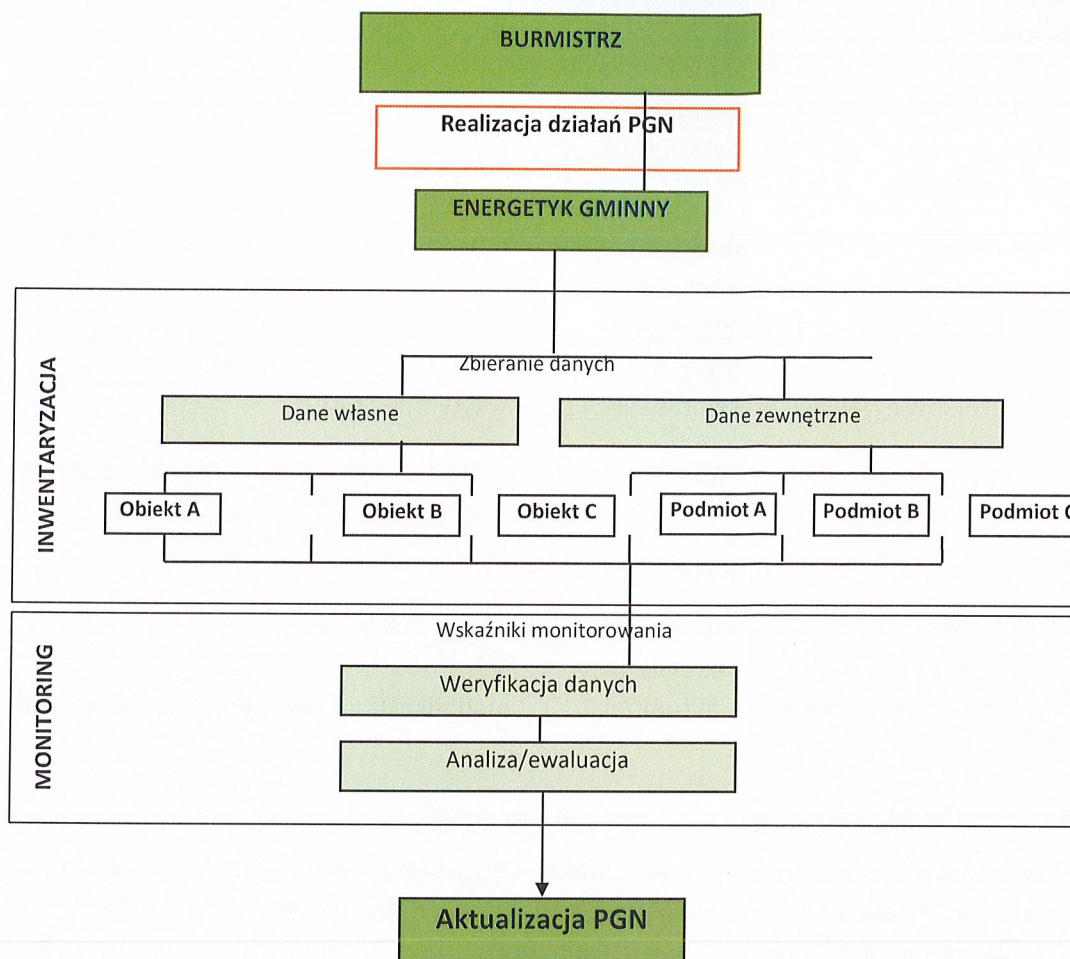 BURMISTRZ
Realizacja działań PGN
ENERGETYK GMINNY
INWENTARYZACJA
Zbieranie danych
Dane własne
Dane zewnętrzne
Obiekt A
Obiekt B
Obiekt C
Podmiot A
Podmiot B
Podmiot C
MONITORING
Wskaźniki monitorowania
Weryfikacja danych
Analiza/ewaluacja
Aktualizacja PGN